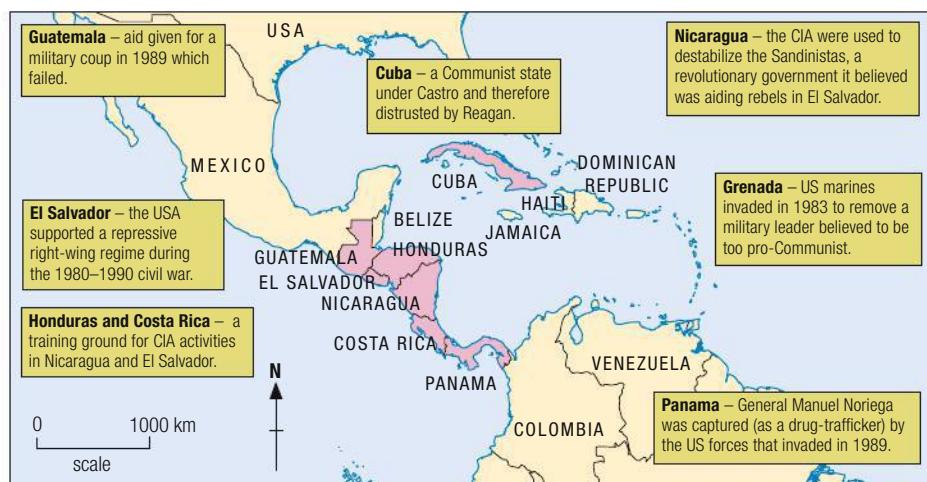 USA
Guatemala – aid given for a
military coup in 1989 which
failed.
Cuba – a Communist state
under Castro and therefore
distrusted by Reagan.
Nicaragua – the CIA were used to
destabilize the Sandinistas, a
revolutionary government it believed
was aiding rebels in El Salvador.
MEXICO
CUBA
DOMINICAN
REPUBLIC
HAITI
JAMAICA
BELIZE
El Salvador – the USA
supported a repressive
right-wing regime during
the 1980–1990 civil war.
Grenada – US marines
invaded in 1983 to remove a
military leader believed to be
too pro-Communist.
HONDURAS
GUATEMALA
EL SALVADOR
NICARAGUA
Honduras and Costa Rica – a
training ground for CIA activities
in Nicaragua and El Salvador.
COSTA RICA
PANAMA
VENEZUELA
COLOMBIA
N
0 1000 km
scale
Panama – General Manuel Noriega
was captured (as a drug-trafficker) by
the US forces that invaded in 1989.